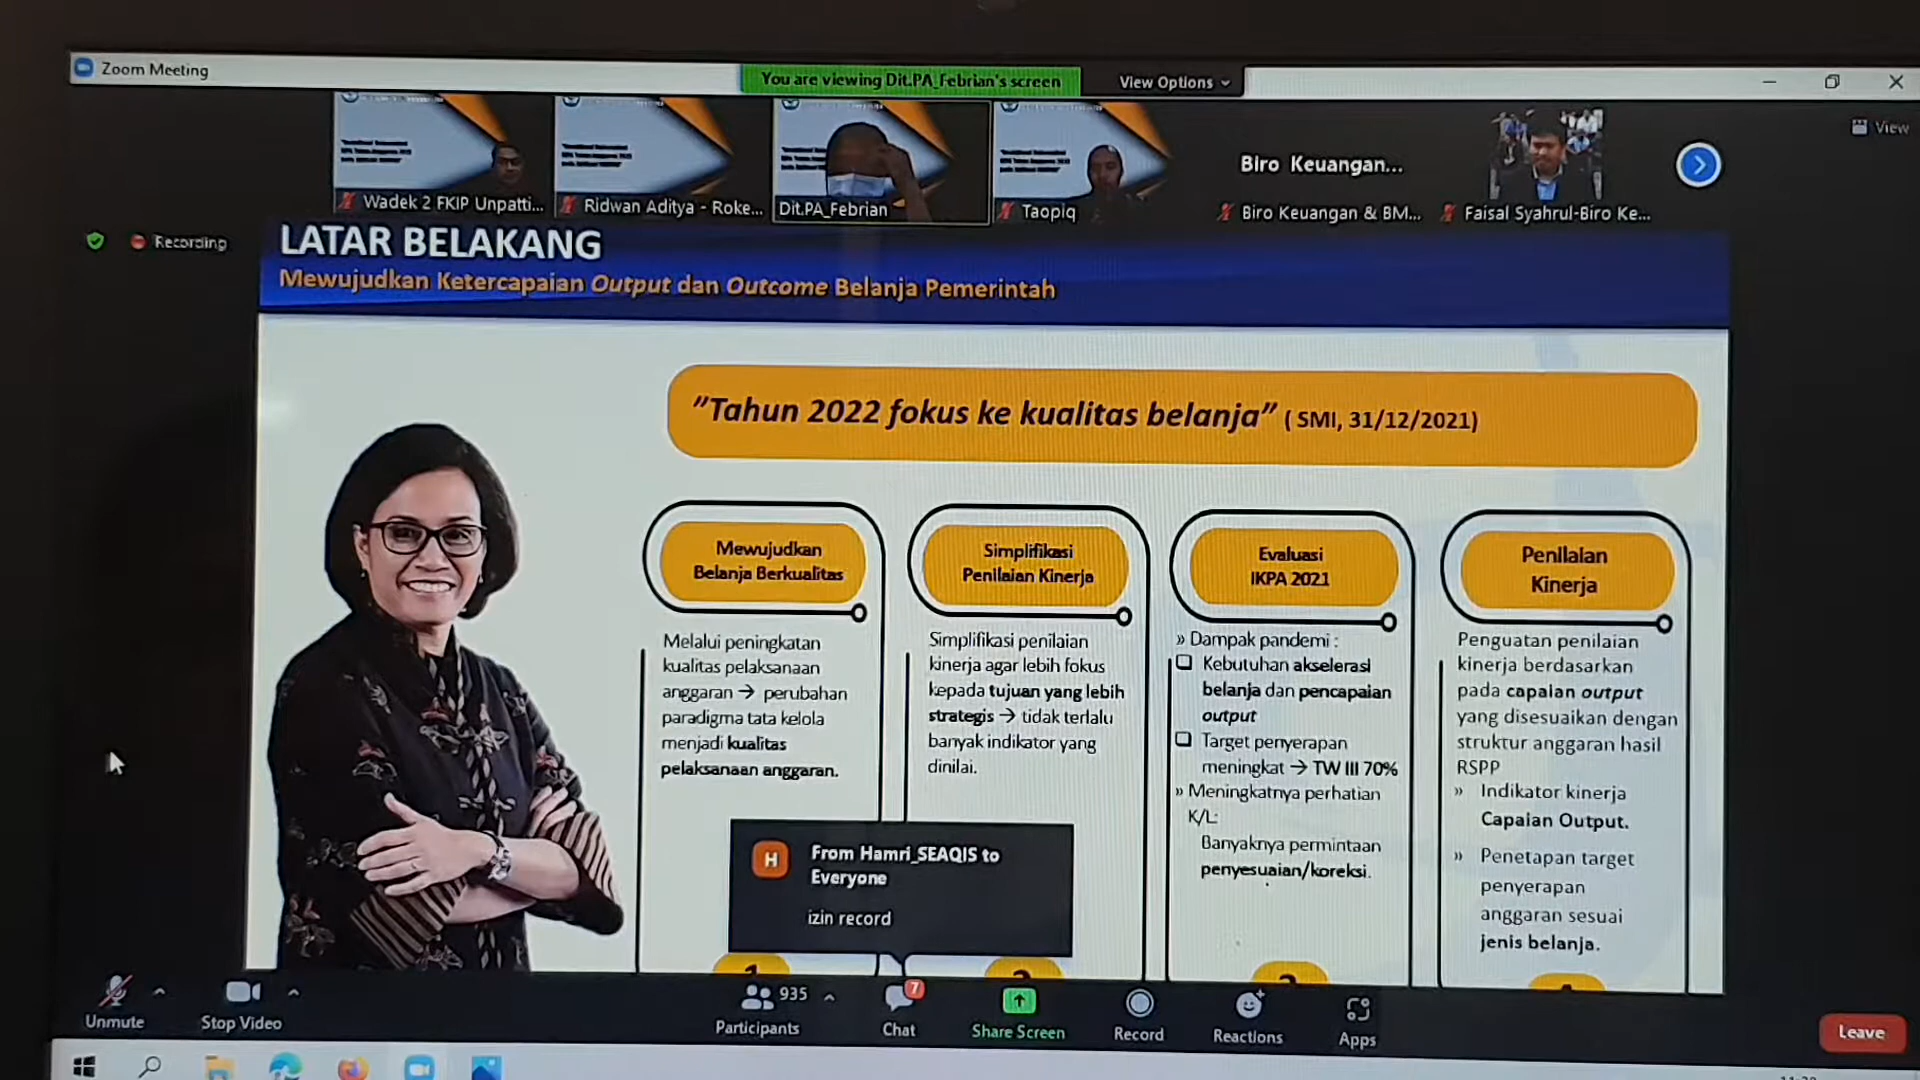 Zoom Meeting
You are viewing Dit.PA_Febrian's screen
View Options
View
Wadek 2 FKIP Unpatti...
Ridwan Aditya - Roke...
Dit.PA_Febrian
Taopiq
Biro Keuangan...
Biro Keuangan & BM...
Faisal Syahrul-Biro Ke...
Recording
LATAR BELAKANG
Mewujudkan Ketercapaian Output dan Outcome Belanja Pemerintah
"Tahun 2022 fokus ke kualitas belanja" ( SMI, 31/12/2021)
Mewujudkan
Belanja Berkualitas
Melalui peningkatan
kualitas pelaksanaan
anggaran → perubahan
paradigma tata kelola
menjadi kualitas
pelaksanaan anggaran.
Simplifikasi
Penilaian Kinerja
Simplifikasi penilaian
kinerja agar lebih fokus
kepada tujuan yang lebih
strategis → tidak terlalu
banyak indikator yang
dinilai.
Evaluasi
IKPA 2021
» Dampak pandemi :
❑ Kebutuhan akselerasi
belanja dan pencapaian
output
❑ Target penyerapan
meningkat → TW III 70%
» Meningkatnya perhatian
K/L:
Banyaknya permintaan
penyesuaian/koreksi.
Penilaian
Kinerja
Penguatan penilaian
kinerja berdasarkan
pada capaian output
yang disesuaikan dengan
struktur anggaran hasil
RSPP
» Indikator kinerja
Capaian Output.
» Penetapan target
penyerapan
anggaran sesuai
jenis belanja.
H
From Hamri_SEAQIS to
Everyone
izin record
Unmute
Stop Video
935
Participants
7
Chat
Share Screen
Record
Reactions
Apps
Leave